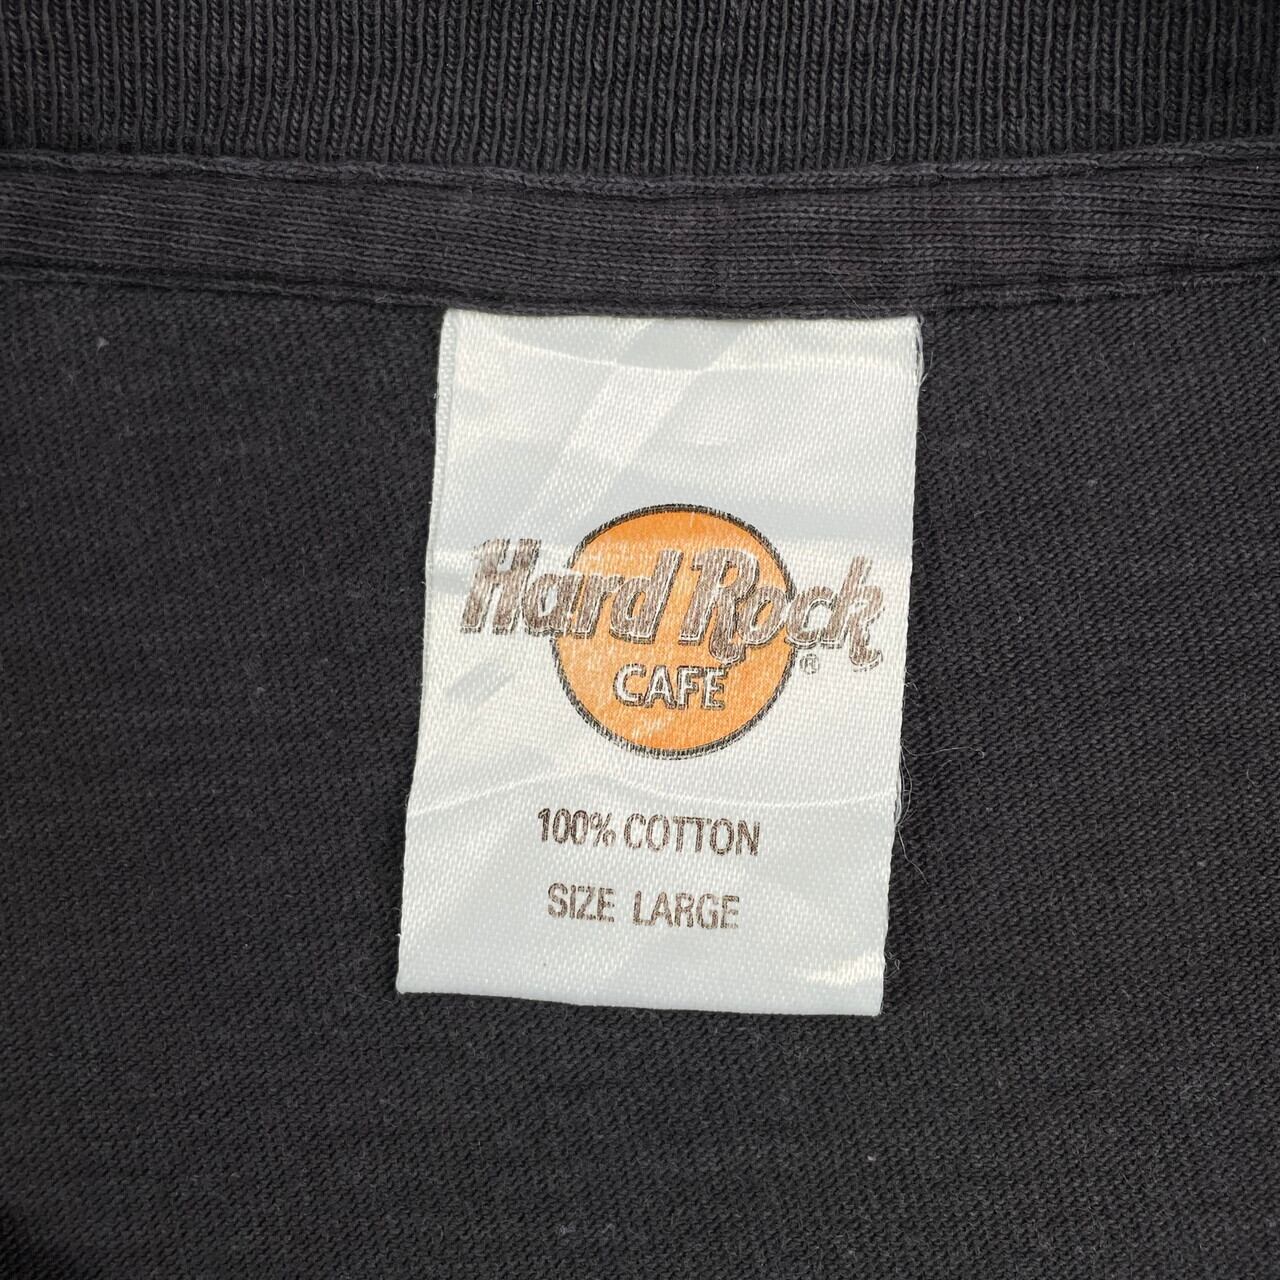 Hard Rock
CAFE
®
100% COTTON
SIZE LARGE